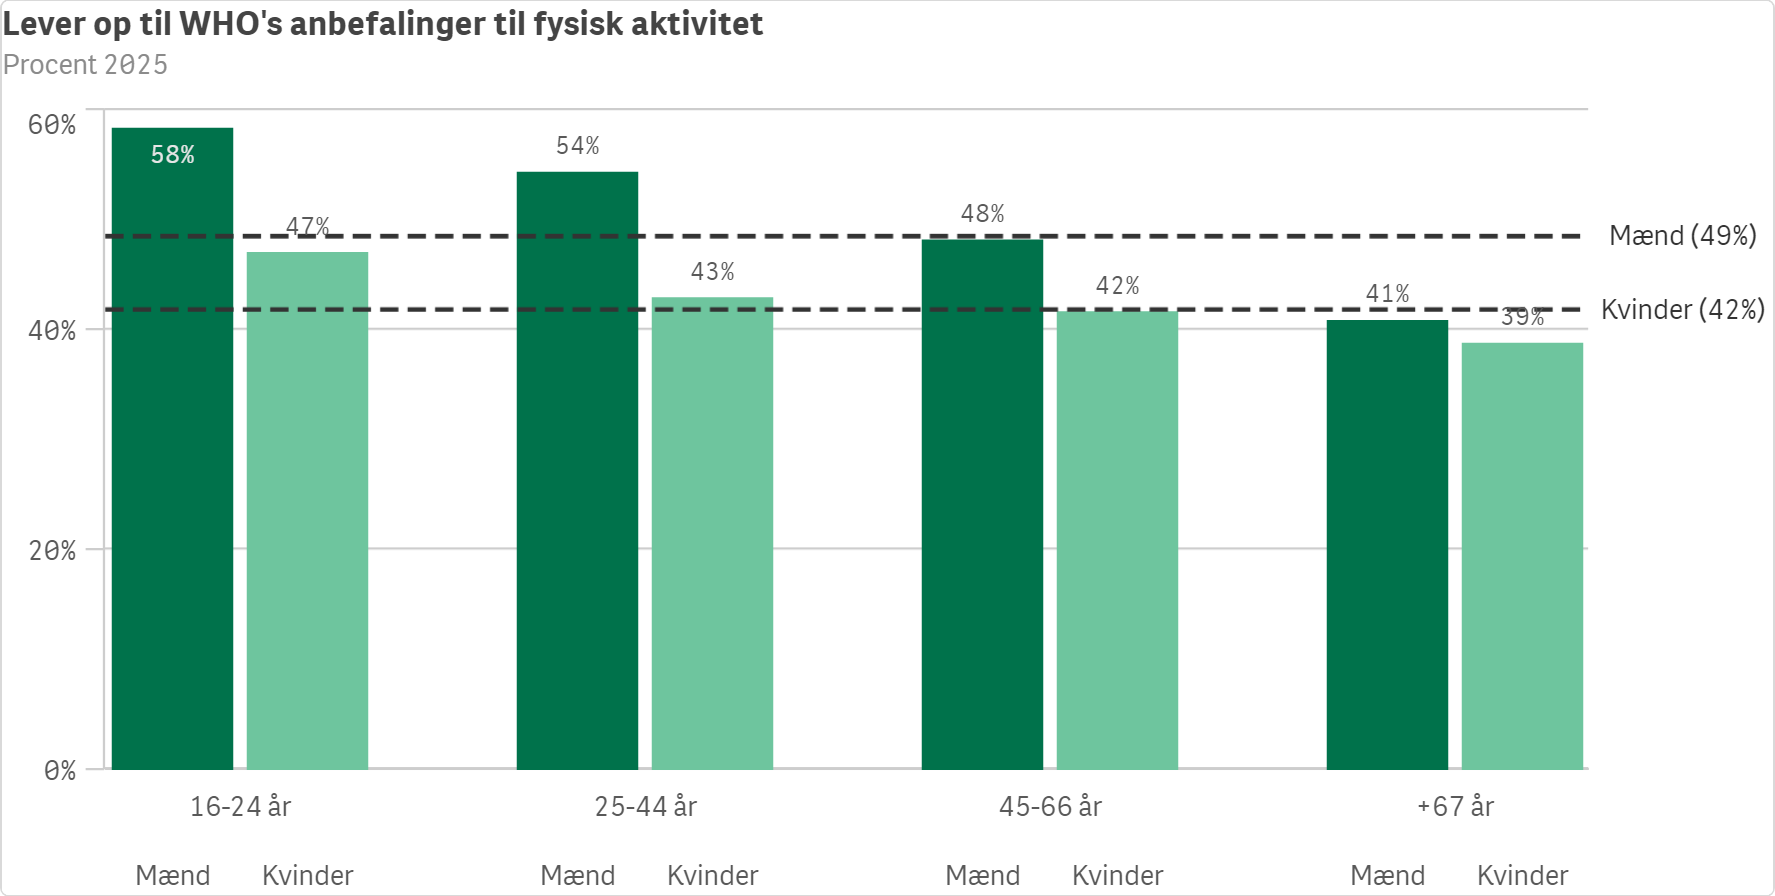 Lever op til WHO's anbefalinger til fysisk aktivitet
Procent 2025
60%
40%
20%
0%
58%
47%
54%
43%
48%
42%
41%
39%
Mænd (49%)
Kvinder (42%)
16-24 år
25-44 år
45-66 år
+67 år
Mænd Kvinder Mænd Kvinder Mænd Kvinder Mænd Kvinder